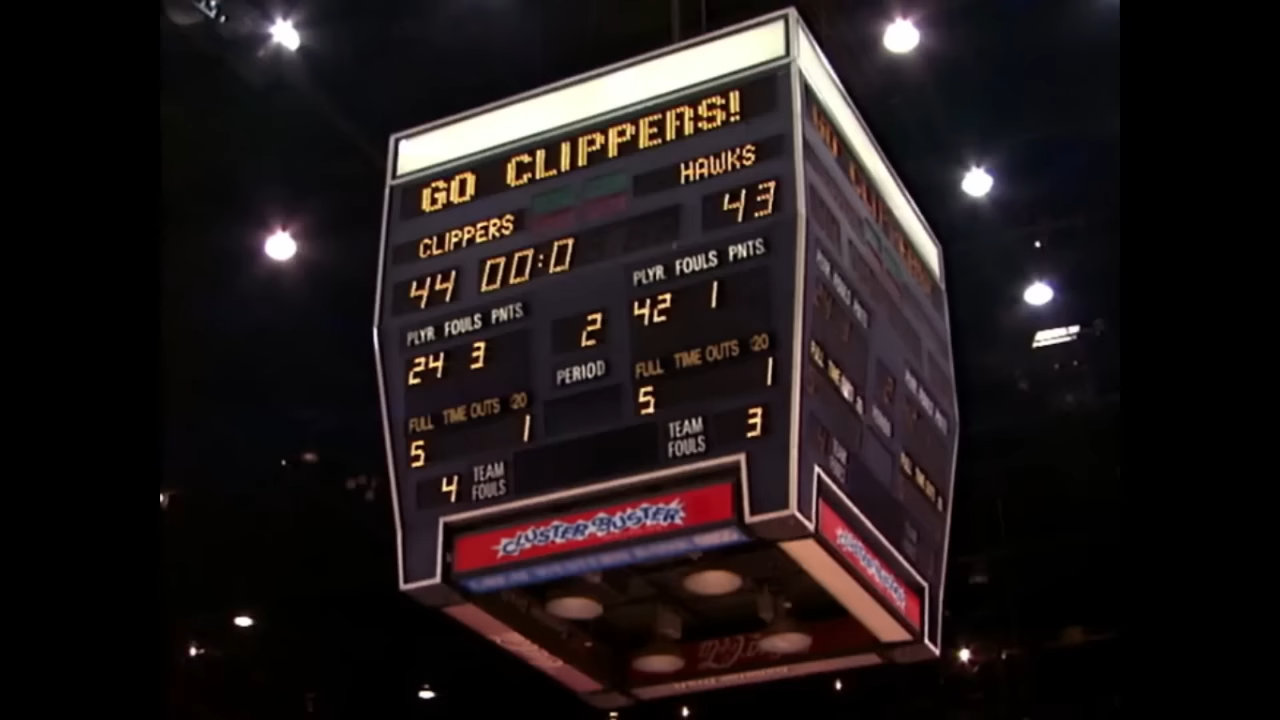 GO CLIPPERS!
CLIPPERS HAWKS
44 00:0 43
PLYR FOULS PNTS PLYR FOULS PNTS
24 3 2 42 1
PERIOD
FULL TIME OUTS :20 FULL TIME OUTS :20
5 1 5 1
4 TEAM FOULS TEAM FOULS 3
CLUSTER BUSTER
Coca-Cola